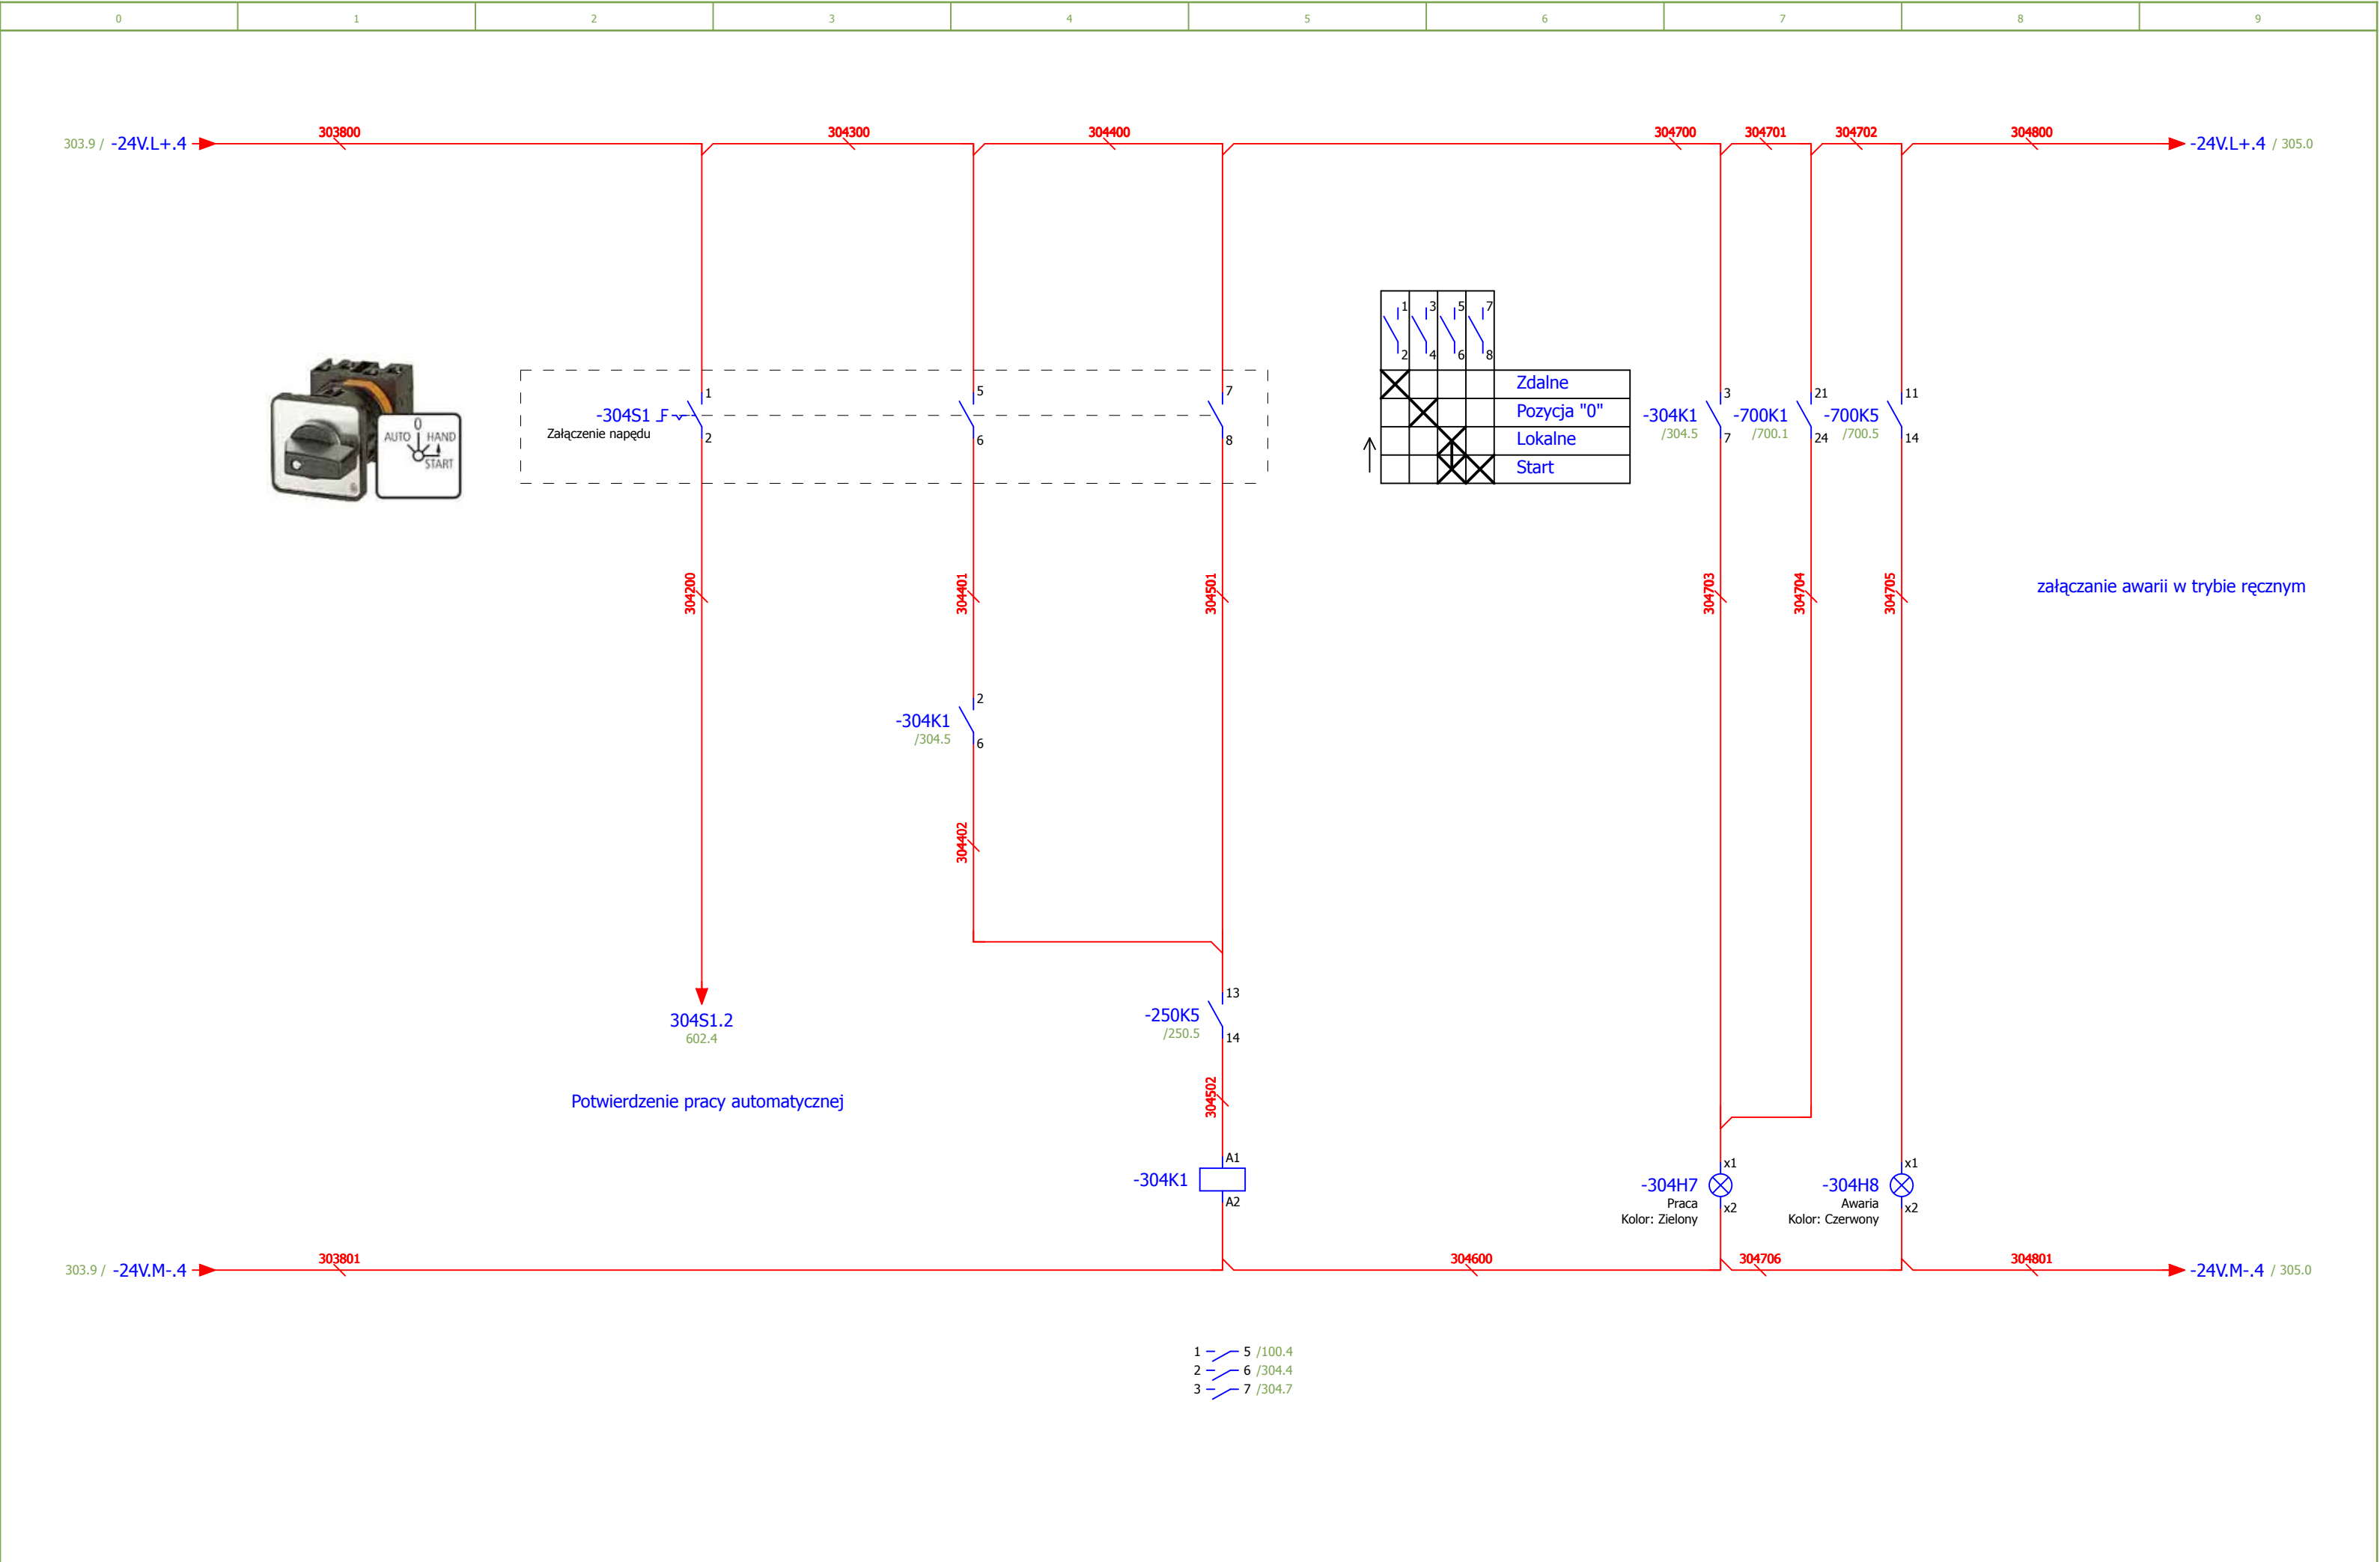 0 1 2 3 4 5 6 7 8 9
303.9 / -24V.L+.4
303800
304300
304400
304700
304701
304702
304800
-24V.L+.4 / 305.0
0
AUTO HAND
START
-304S1
Załączenie napędu
1
2
5
6
7
8
1 3 5 7
2 4 6 8
Zdalne
Pozycja "0"
Lokalne
Start
-304K1
/304.5
3
7
-700K1
/700.1
21
24
-700K5
/700.5
11
14
304200
304401
304501
304703
304704
304705
załączanie awarii w trybie ręcznym
-304K1
/304.5
2
6
304402
304S1.2
602.4
-250K5
/250.5
13
14
Potwierdzenie pracy automatycznej
304502
-304K1
A1
A2
-304H7
Praca
Kolor: Zielony
x1
x2
-304H8
Awaria
Kolor: Czerwony
x1
x2
303.9 / -24V.M-.4
303801
304600
304706
304801
-24V.M-.4 / 305.0
1 5 /100.4
2 6 /304.4
3 7 /304.7